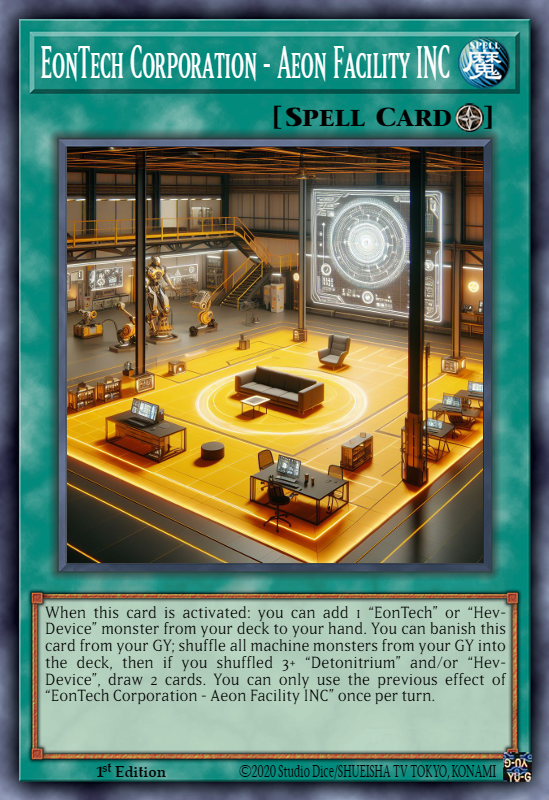 EonTech Corporation - Aeon Facility INC
SPELL
魔
[Spell Card]
When this card is activated: you can add 1 “EonTech” or “Hev-
Device” monster from your deck to your hand. You can banish this
card from your GY; shuffle all machine monsters from your GY into
the deck, then if you shuffled 3+ “Detonitrium” and/or “Hev-
Device”, draw 2 cards. You can only use the previous effect of
“EonTech Corporation - Aeon Facility INC” once per turn.
1st Edition
©2020 Studio Dice/SHUEISHA TV TOKYO, KONAMI
YU-G